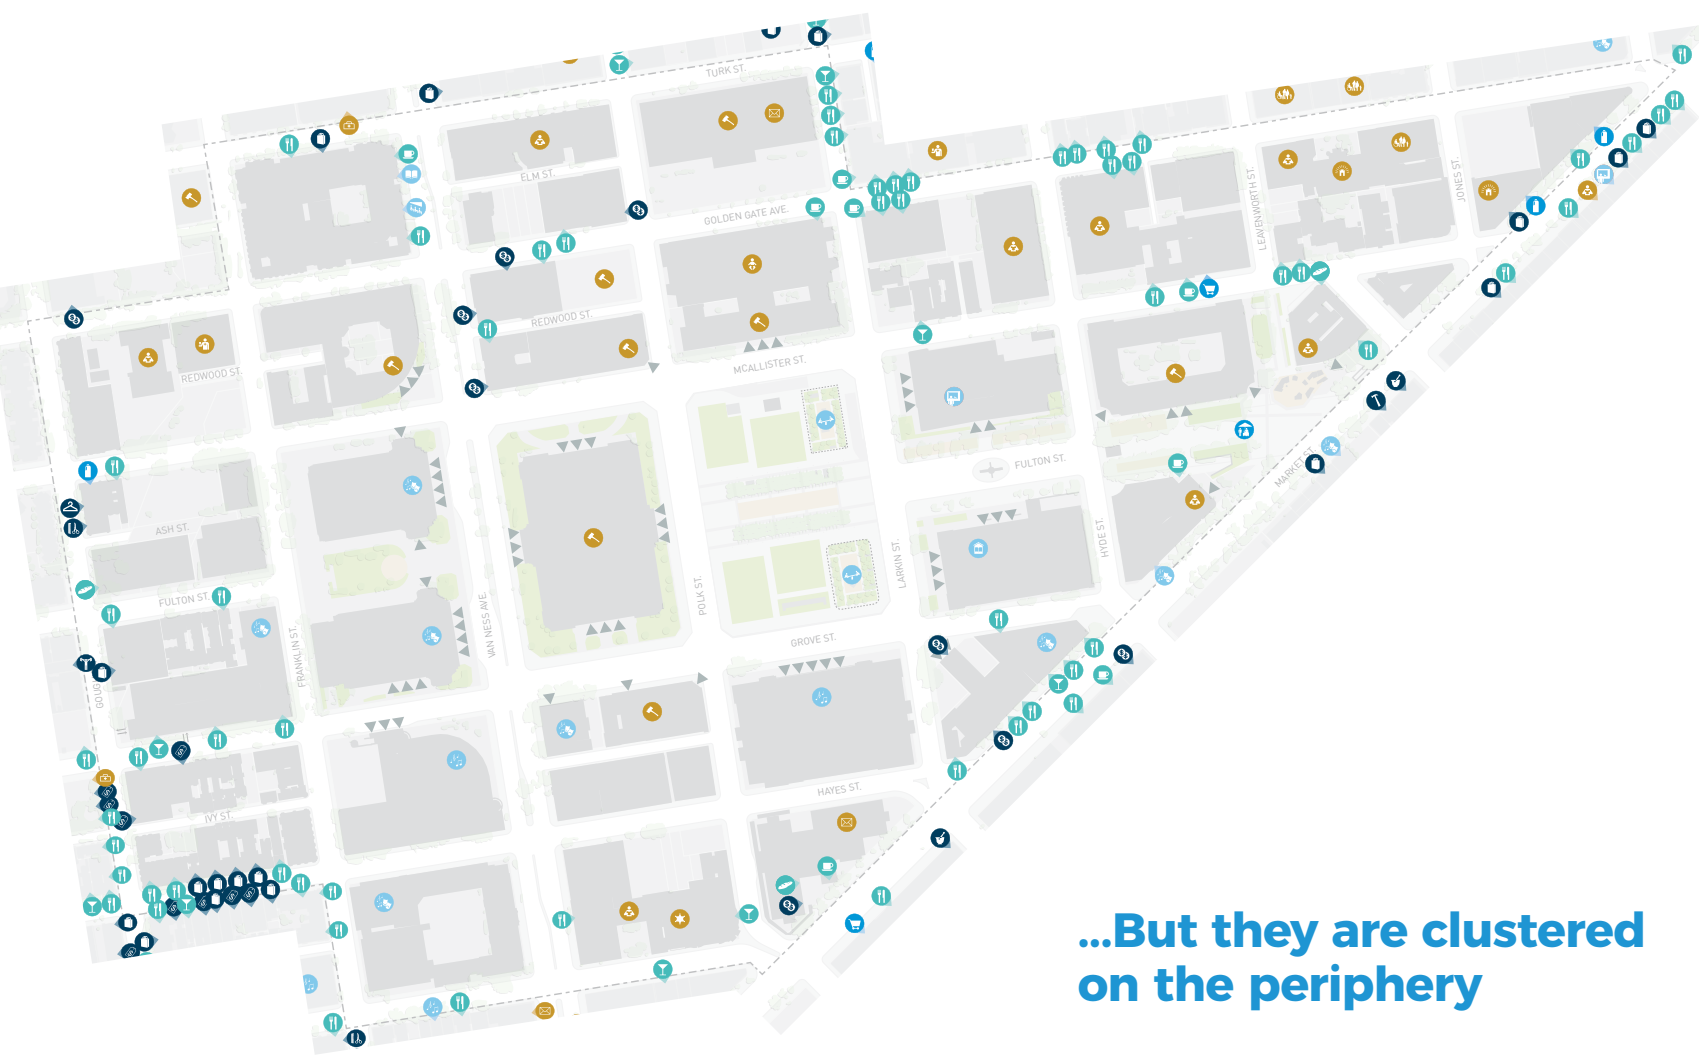 TURK ST.
ELM ST.
GOLDEN GATE AVE.
LEAVENWORTH ST.
JONES ST.
REDWOOD ST.
REDWOOD ST.
MCALLISTER ST.
FULTON ST.
MARKET ST.
ASH ST.
HYDE ST.
LARKIN ST.
POLK ST.
VAN NESS AVE.
FULTON ST.
FRANKLIN ST.
GROVE ST.
IVY ST.
HAYES ST.
...But they are clustered
on the periphery